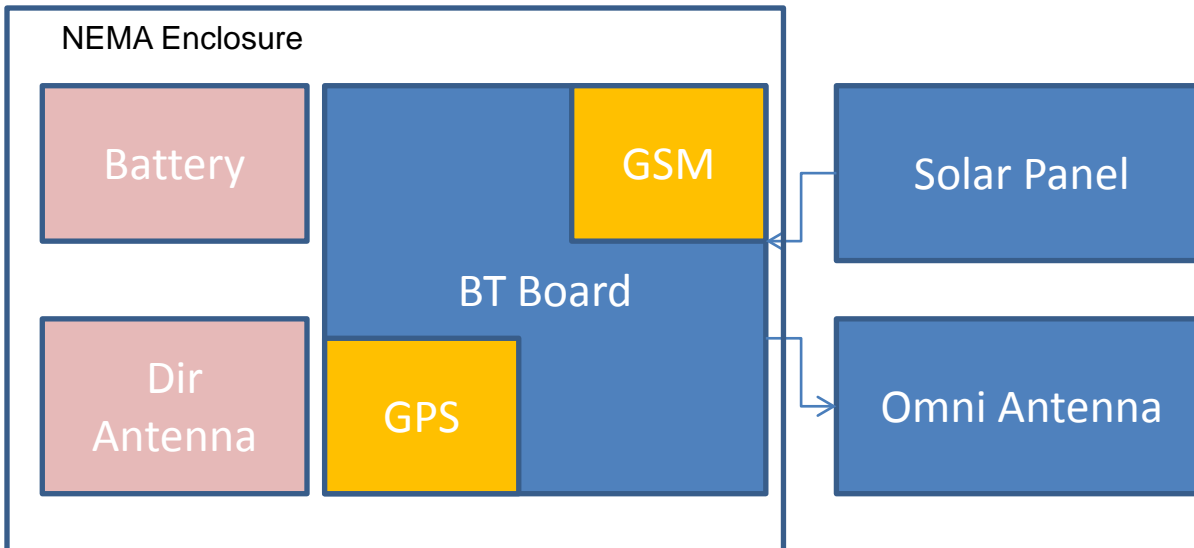 NEMA Enclosure
Battery
GSM
Solar Panel
BT Board
Dir
Antenna
GPS
Omni Antenna